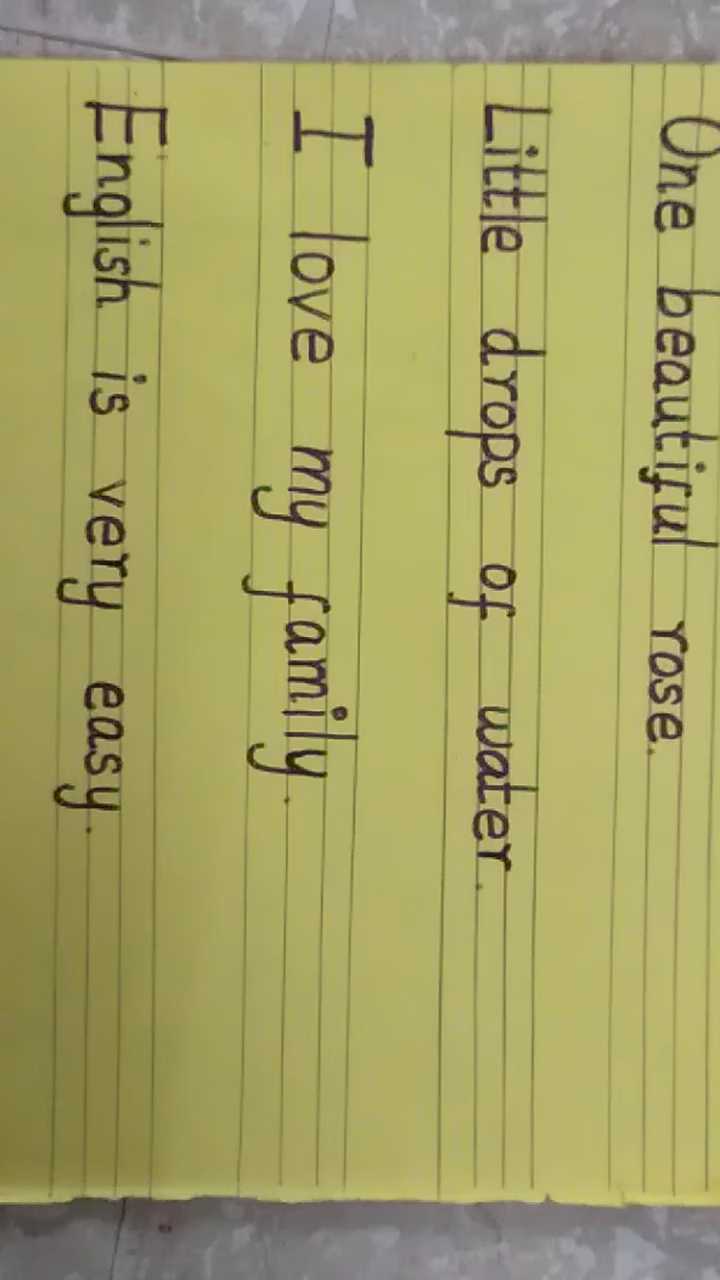 One beautiful rose.
Little drops of water.
I love my family.
English is very easy.